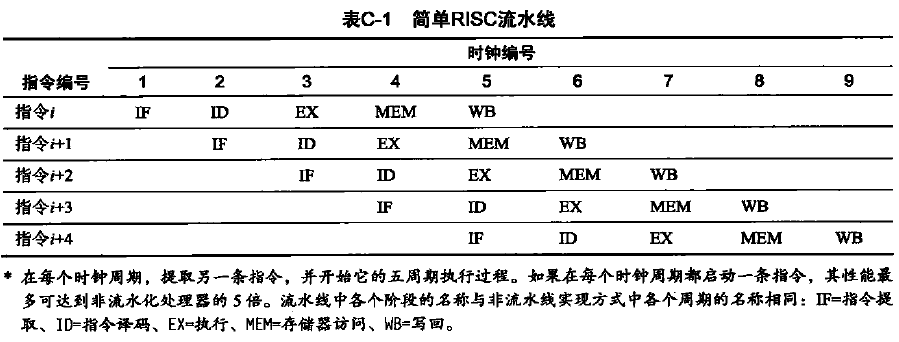 表C-1 简单RISC流水线
时钟编号
指令编号 1 2 3 4 5 6 7 8 9
指令i IF ID EX MEM WB
指令i+1 IF ID EX MEM WB
指令i+2 IF ID EX MEM WB
指令i+3 IF ID EX MEM WB
指令i+4 IF ID EX MEM WB
* 在每个时钟周期，提取另一条指令，并开始它的五周期执行过程。如果在每个时钟周期都启动一条指令，其性能最
多可达到非流水化处理器的5倍。流水线中各个阶段的名称与非流水线实现方式中各个周期的名称相同：IF=指令提
取、ID=指令译码、EX=执行、MEM=存储器访问、WB=写回。